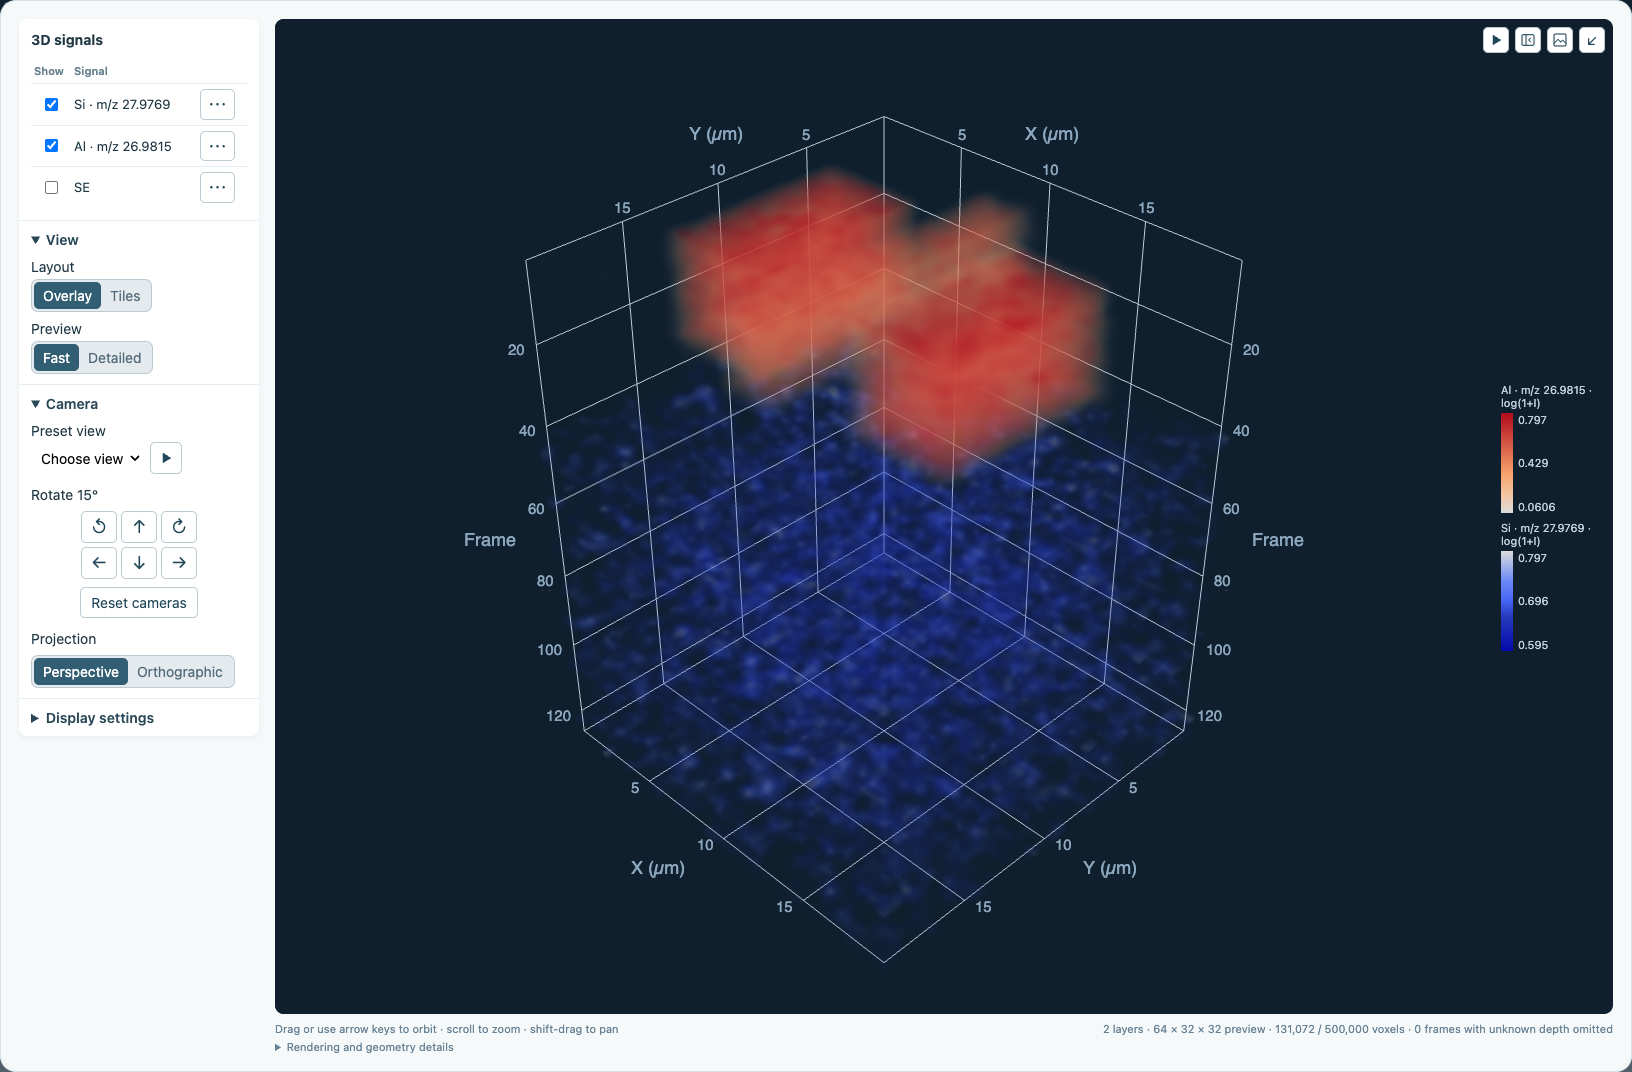 3D signals
Show Signal
Si · m/z 27.9769 ···
Al · m/z 26.9815 ···
SE ···
▼ View
Layout
Overlay Tiles
Preview
Fast Detailed
▼ Camera
Preset view
Choose view
Rotate 15°
Reset cameras
Projection
Perspective Orthographic
▶ Display settings
Y (µm) 5 5 X (µm)
10 10
15 15
20 20
40 40
60 60
Frame Frame
80 80
100 100
120 120
5 5
10 10
X (µm) Y (µm)
15 15
Al · m/z 26.9815 ·
log(1+I)
0.797
0.429
0.0606
Si · m/z 27.9769 ·
log(1+I)
0.797
0.696
0.595
Drag or use arrow keys to orbit · scroll to zoom · shift-drag to pan
2 layers · 64 × 32 × 32 preview · 131,072 / 500,000 voxels · 0 frames with unknown depth omitted
▶ Rendering and geometry details